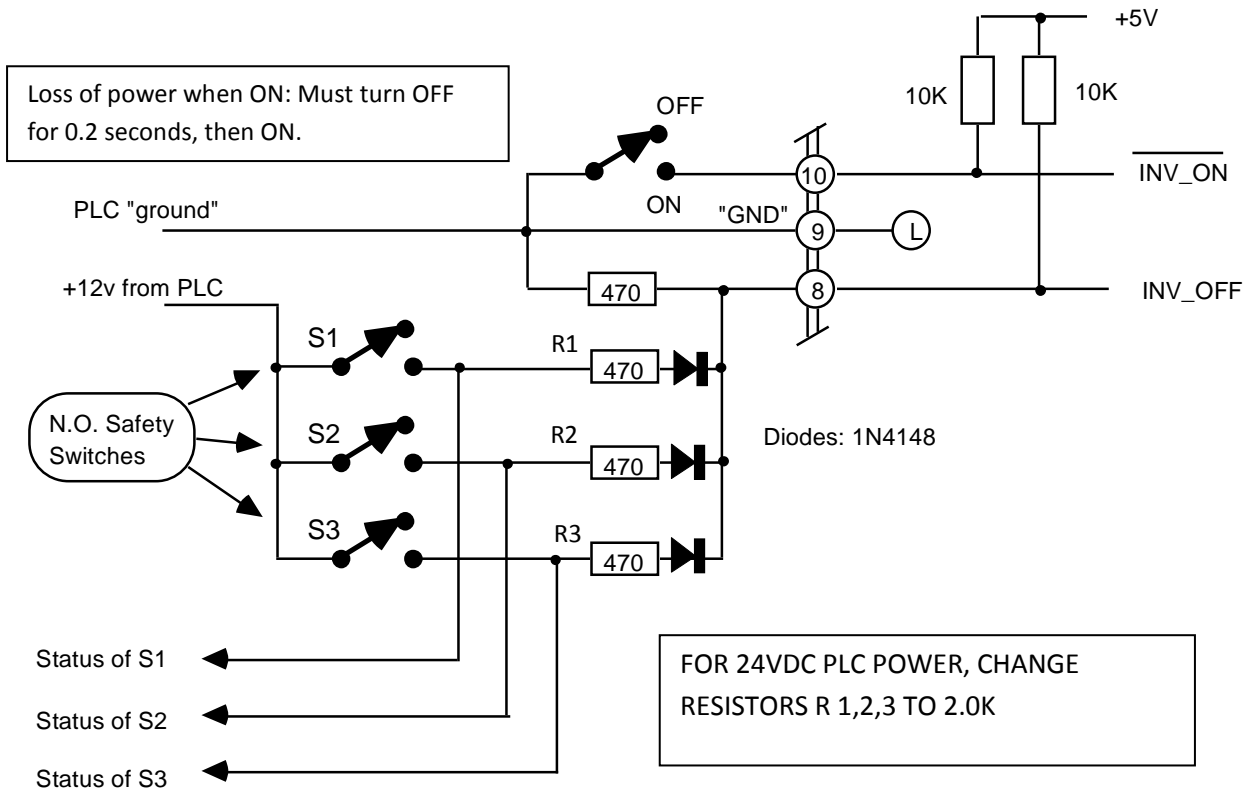 +5V
Loss of power when ON: Must turn OFF
for 0.2 seconds, then ON.
OFF
10K
10K
10
INV_ON
ON
PLC "ground"
"GND"
9
L
+12v from PLC
470
8
INV_OFF
S1
R1
470
N.O. Safety
Switches
S2
R2
470
Diodes: 1N4148
S3
R3
470
Status of S1
Status of S2
Status of S3
FOR 24VDC PLC POWER, CHANGE
RESISTORS R 1,2,3 TO 2.0K